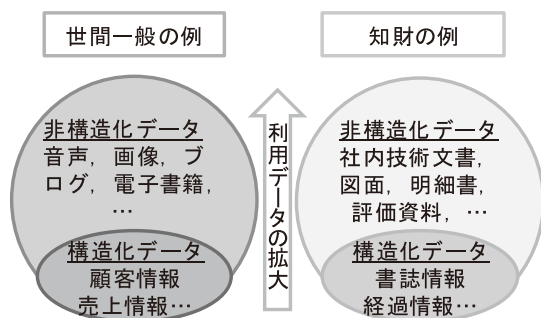 世間一般の例
非構造化データ
音声，画像，ブ
ログ，電子書籍，
…
構造化データ
顧客情報
売上情報…
利用データの拡大
知財の例
非構造化データ
社内技術文書，
図面，明細書，
評価資料，…
構造化データ
書誌情報
経過情報…